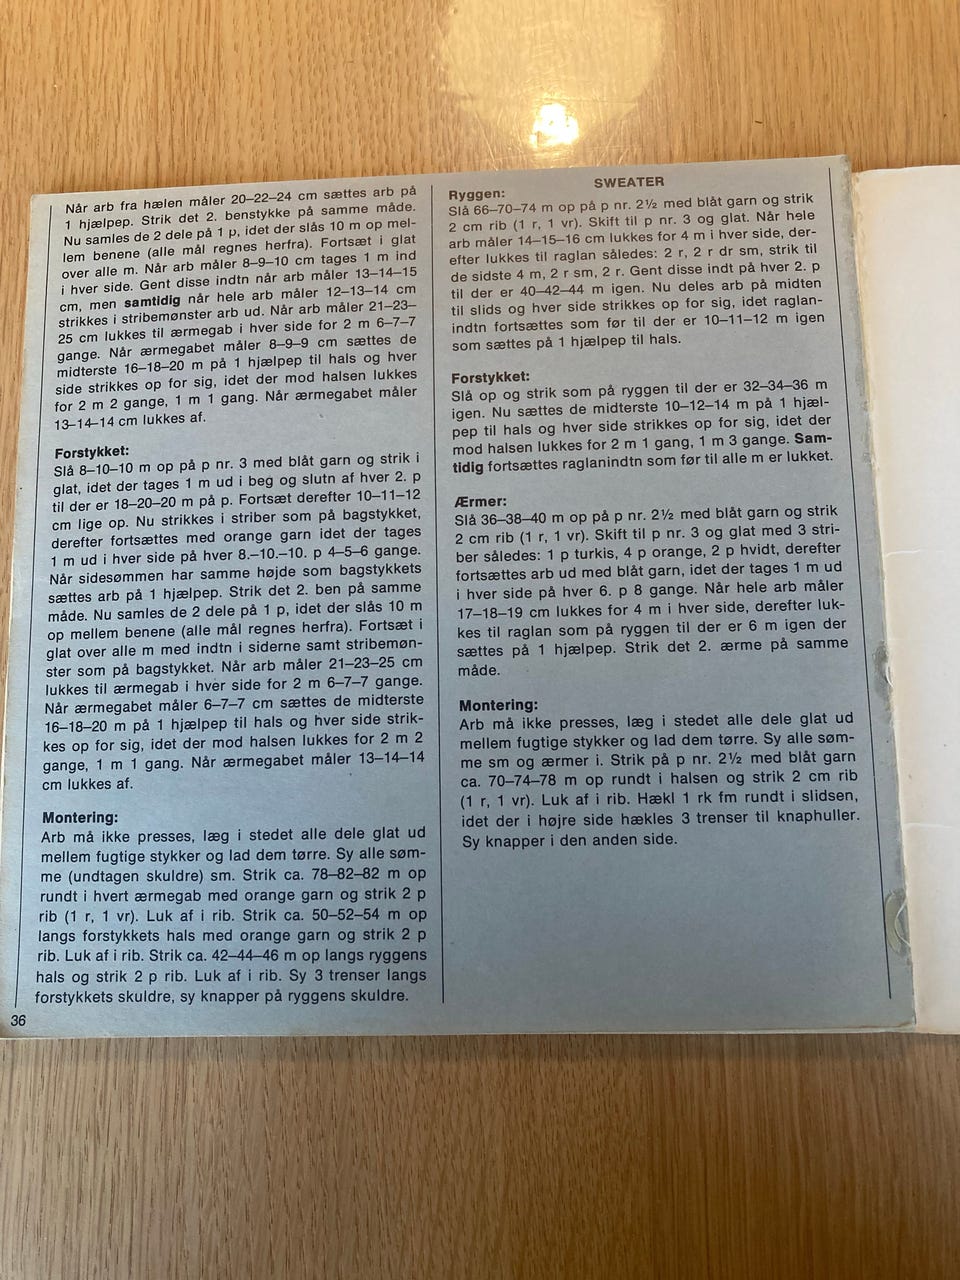 Når arb fra hælen måler 20–22–24 cm sættes arb på
1 hjælpep. Strik det 2. benstykke på samme måde.
Nu samles de 2 dele på 1 p, idet der slås 10 m op mel-
lem benene (alle mål regnes herfra). Fortsæt i glat
over alle m. Når arb måler 8–9–10 cm tages 1 m ind
i hver side. Gent disse indtn når arb måler 13–14–15
cm, men samtidig når hele arb måler 12–13–14 cm
strikkes i stribemønster arb ud. Når arb måler 21–23–
25 cm lukkes til ærmegab i hver side for 2 m 6–7–7
gange. Når ærmegabet måler 8–9–9 cm sættes de
midterste 16–18–20 m på 1 hjælpep til hals og hver
side strikkes op for sig, idet der mod halsen lukkes
for 2 m 2 gange, 1 m 1 gang. Når ærmegabet måler
13–14–14 cm lukkes af.
Forstykket:
Slå 8–10–10 m op på p nr. 3 med blåt garn og strik i
glat, idet der tages 1 m ud i beg og slutn af hver 2. p
til der er 18–20–20 m på p. Fortsæt derefter 10–11–12
cm lige op. Nu strikkes i striber som på bagstykket,
derefter fortsættes med orange garn idet der tages
1 m ud i hver side på hver 8.–10.–10. p 4–5–6 gange.
Når sidesømmen har samme højde som bagstykkets
sættes arb på 1 hjælpep. Strik det 2. ben på samme
måde. Nu samles de 2 dele på 1 p, idet der slås 10 m
op mellem benene (alle mål regnes herfra). Fortsæt i
glat over alle m med indtn i siderne samt stribemøn-
ster som på bagstykket. Når arb måler 21–23–25 cm
lukkes til ærmegab i hver side for 2 m 6–7–7 gange.
Når ærmegabet måler 6–7–7 cm sættes de midterste
16–18–20 m på 1 hjælpep til hals og hver side strik-
kes op for sig, idet der mod halsen lukkes for 2 m 2
gange, 1 m 1 gang. Når ærmegabet måler 13–14–14
cm lukkes af.
Montering:
Arb må ikke presses, læg i stedet alle dele glat ud
mellem fugtige stykker og lad dem tørre. Sy alle søm-
me (undtagen skuldre) sm. Strik ca. 78–82–82 m op
rundt i hvert ærmegab med orange garn og strik 2 p
rib (1 r, 1 vr). Luk af i rib. Strik ca. 50–52–54 m op
langs forstykkets hals med orange garn og strik 2 p
rib. Luk af i rib. Strik ca. 42–44–46 m op langs ryggens
hals og strik 2 p rib. Luk af i rib. Sy 3 trenser langs
forstykkets skuldre, sy knapper på ryggens skuldre.
36
SWEATER
Ryggen:
Slå 66–70–74 m op på p nr. 2½ med blåt garn og strik
2 cm rib (1 r, 1 vr). Skift til p nr. 3 og glat. Når hele
arb måler 14–15–16 cm lukkes for 4 m i hver side, der-
efter lukkes til raglan således: 2 r, 2 r dr sm, strik til
de sidste 4 m, 2 r sm, 2 r. Gent disse indt på hver 2. p
til der er 40–42–44 m igen. Nu deles arb på midten
til slids og hver side strikkes op for sig, idet raglan-
indtn fortsættes som før til der er 10–11–12 m igen
som sættes på 1 hjælpep til hals.
Forstykket:
Slå op og strik som på ryggen til der er 32–34–36 m
igen. Nu sættes de midterste 10–12–14 m på 1 hjæl-
pep til hals og hver side strikkes op for sig, idet der
mod halsen lukkes for 2 m 1 gang, 1 m 3 gange. Sam-
tidig fortsættes raglanindtn som før til alle m er lukket.
Ærmer:
Slå 36–38–40 m op på p nr. 2½ med blåt garn og strik
2 cm rib (1 r, 1 vr). Skift til p nr. 3 og glat med 3 stri-
ber således: 1 p turkis, 4 p orange, 2 p hvidt, derefter
fortsættes arb ud med blåt garn, idet der tages 1 m ud
i hver side på hver 6. p 8 gange. Når hele arb måler
17–18–19 cm lukkes for 4 m i hver side, derefter luk-
kes til raglan som på ryggen til der er 6 m igen der
sættes på 1 hjælpep. Strik det 2. ærme på samme
måde.
Montering:
Arb må ikke presses, læg i stedet alle dele glat ud
mellem fugtige stykker og lad dem tørre. Sy alle søm-
me sm og ærmer i. Strik på p nr. 2½ med blåt garn
ca. 70–74–78 m op rundt i halsen og strik 2 cm rib
(1 r, 1 vr). Luk af i rib. Hækl 1 rk fm rundt i slidsen,
idet der i højre side hækles 3 trenser til knaphuller.
Sy knapper i den anden side.